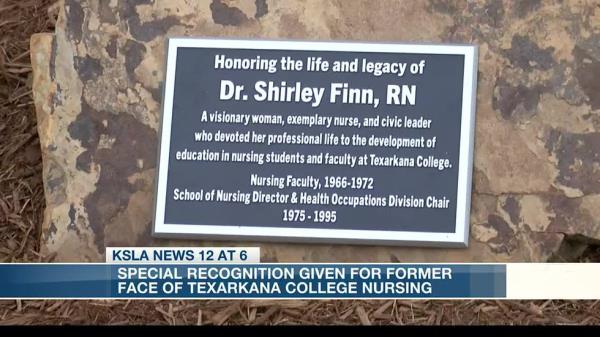 Honoring the life and legacy of
Dr. Shirley Finn, RN
A visionary woman, exemplary nurse, and civic leader
who devoted her professional life to the development of
education in nursing students and faculty at Texarkana College.
Nursing Faculty, 1966-1972
School of Nursing Director & Health Occupations Division Chair
1975 - 1995
KSLA NEWS 12 AT 6
SPECIAL RECOGNITION GIVEN FOR FORMER
FACE OF TEXARKANA COLLEGE NURSING